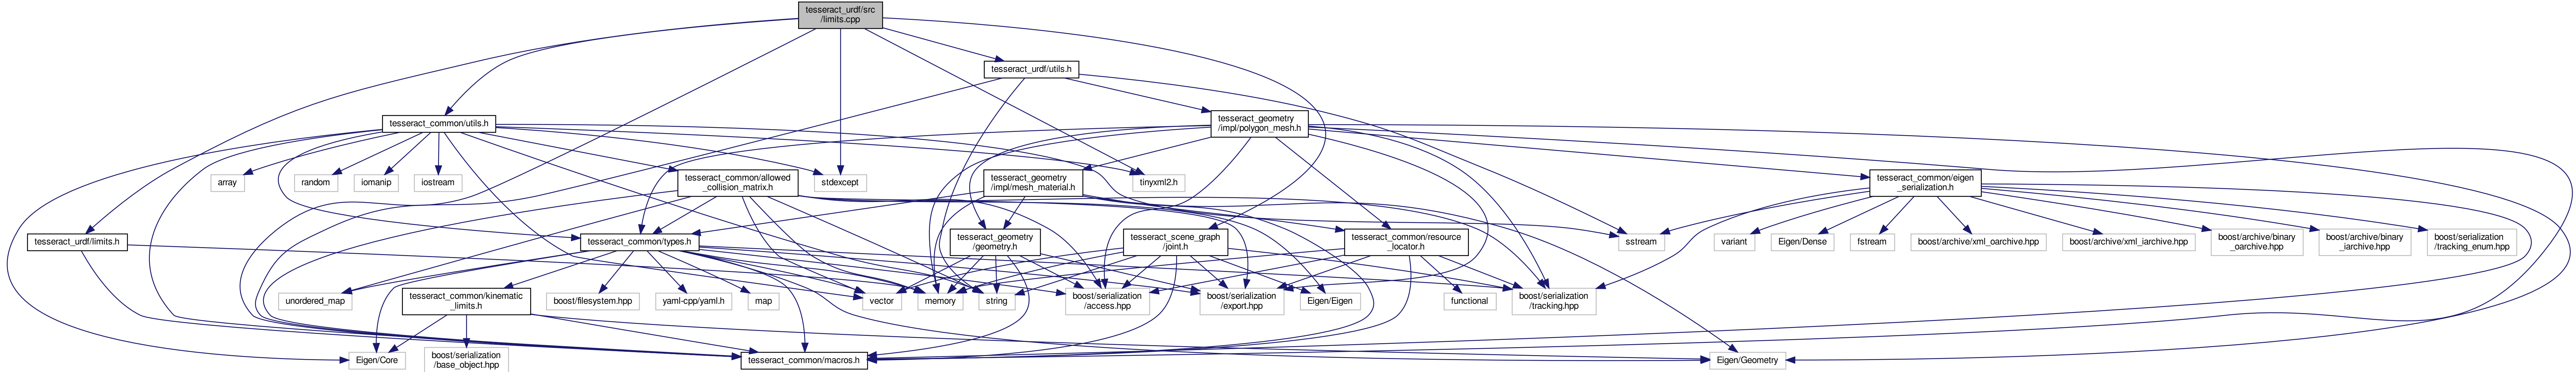 tesseract_urdf/src
/limits.cpp
tesseract_urdf/utils.h
tesseract_common/utils.h
tesseract_geometry
/impl/polygon_mesh.h
array
random
iomanip
iostream
tesseract_common/allowed
_collision_matrix.h
stdexcept
tesseract_geometry
/impl/mesh_material.h
tinyxml2.h
tesseract_common/eigen
_serialization.h
tesseract_urdf/limits.h
tesseract_common/types.h
tesseract_geometry
/geometry.h
tesseract_scene_graph
/joint.h
tesseract_common/resource
_locator.h
sstream
variant
Eigen/Dense
fstream
boost/archive/xml_oarchive.hpp
boost/archive/xml_iarchive.hpp
boost/archive/binary
_oarchive.hpp
boost/archive/binary
_iarchive.hpp
boost/serialization
/tracking_enum.hpp
unordered_map
tesseract_common/kinematic
_limits.h
boost/filesystem.hpp
yaml-cpp/yaml.h
map
vector
memory
string
boost/serialization
/access.hpp
boost/serialization
/export.hpp
Eigen/Eigen
functional
boost/serialization
/tracking.hpp
Eigen/Core
boost/serialization
/base_object.hpp
tesseract_common/macros.h
Eigen/Geometry